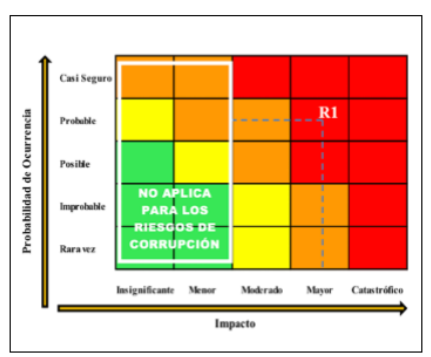 Probabilidad de Ocurrencia
Casi Seguro
Probable
R1
Posible
Improbable
Rara vez
NO APLICA
PARA LOS
RIESGOS DE
CORRUPCIÓN
Insignificante Menor Moderado Mayor Catastrófico
Impacto